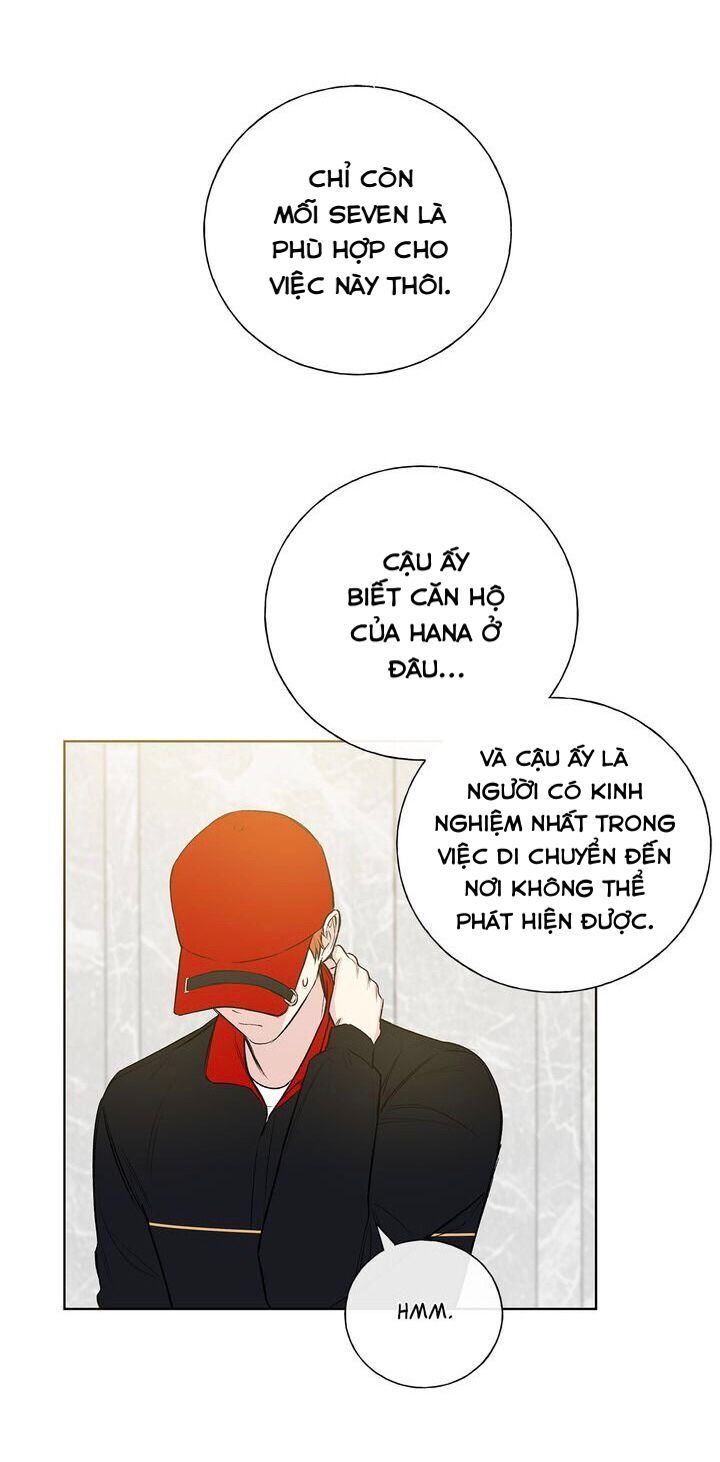 CHỈ CÒN
MỖI SEVEN LÀ
PHÙ HỢP CHO
VIỆC NÀY THÔI.
CẬU ẤY
BIẾT CĂN HỘ
CỦA HANA Ở
ĐÂU...
VÀ CẬU ẤY LÀ
NGƯỜI CÓ KINH
NGHIỆM NHẤT TRONG
VIỆC DI CHUYỂN ĐẾN
NƠI KHÔNG THỂ
PHÁT HIỆN ĐƯỢC.
HMM.